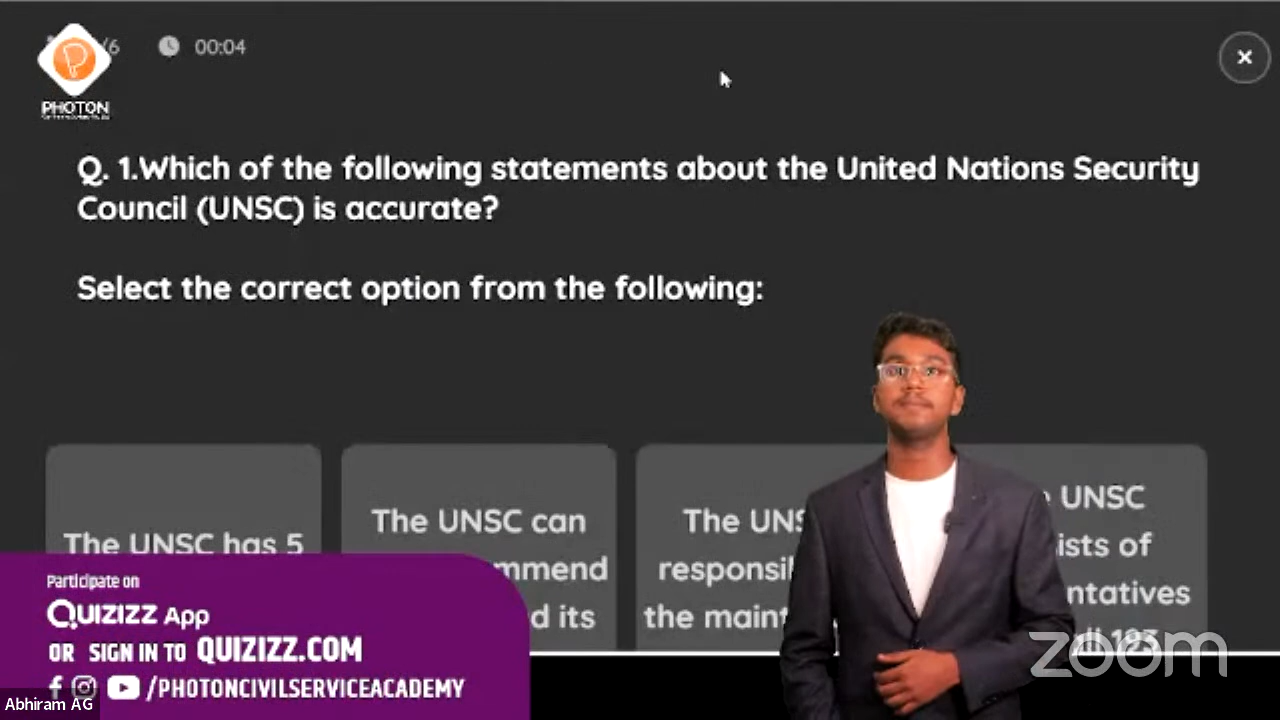 /6 00:04
PHOTON
Q. 1.Which of the following statements about the United Nations Security
Council (UNSC) is accurate?
Select the correct option from the following:
The UNSC has 5
The UNSC can
mmend
d its
The UNS
responsi
the maint
UNSC
ists of
ntatives
all 193
Participate on
QUIZIZZ App
OR SIGN IN TO QUIZIZZ.COM
/PHOTONCIVILSERVICEACADEMY
Abhiram AG
zoom